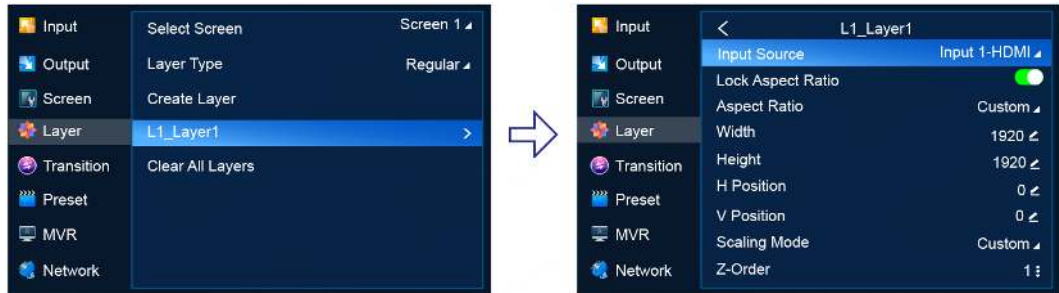 Input
Output
Screen
Layer
Transition
Preset
MVR
Network
Select Screen Screen 1
Layer Type Regular
Create Layer
L1_Layer1 >
Clear All Layers
Input
Output
Screen
Layer
Transition
Preset
MVR
Network
< L1_Layer1
Input Source Input 1-HDMI
Lock Aspect Ratio
Aspect Ratio Custom
Width 1920
Height 1920
H Position 0
V Position 0
Scaling Mode Custom
Z-Order 1